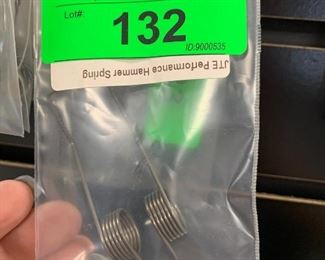 Lot#:
132
ID:9000535
JTE Performance Hammer Spring